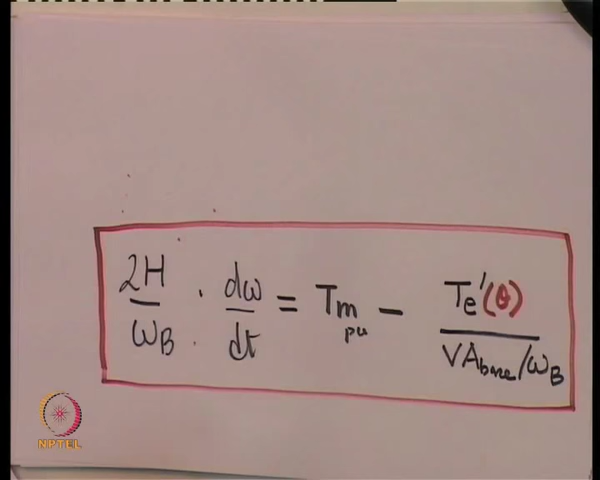 2H/ωB · dω/dt = Tm pu − Te'(θ)/(VAbase/ωB)
NPTEL